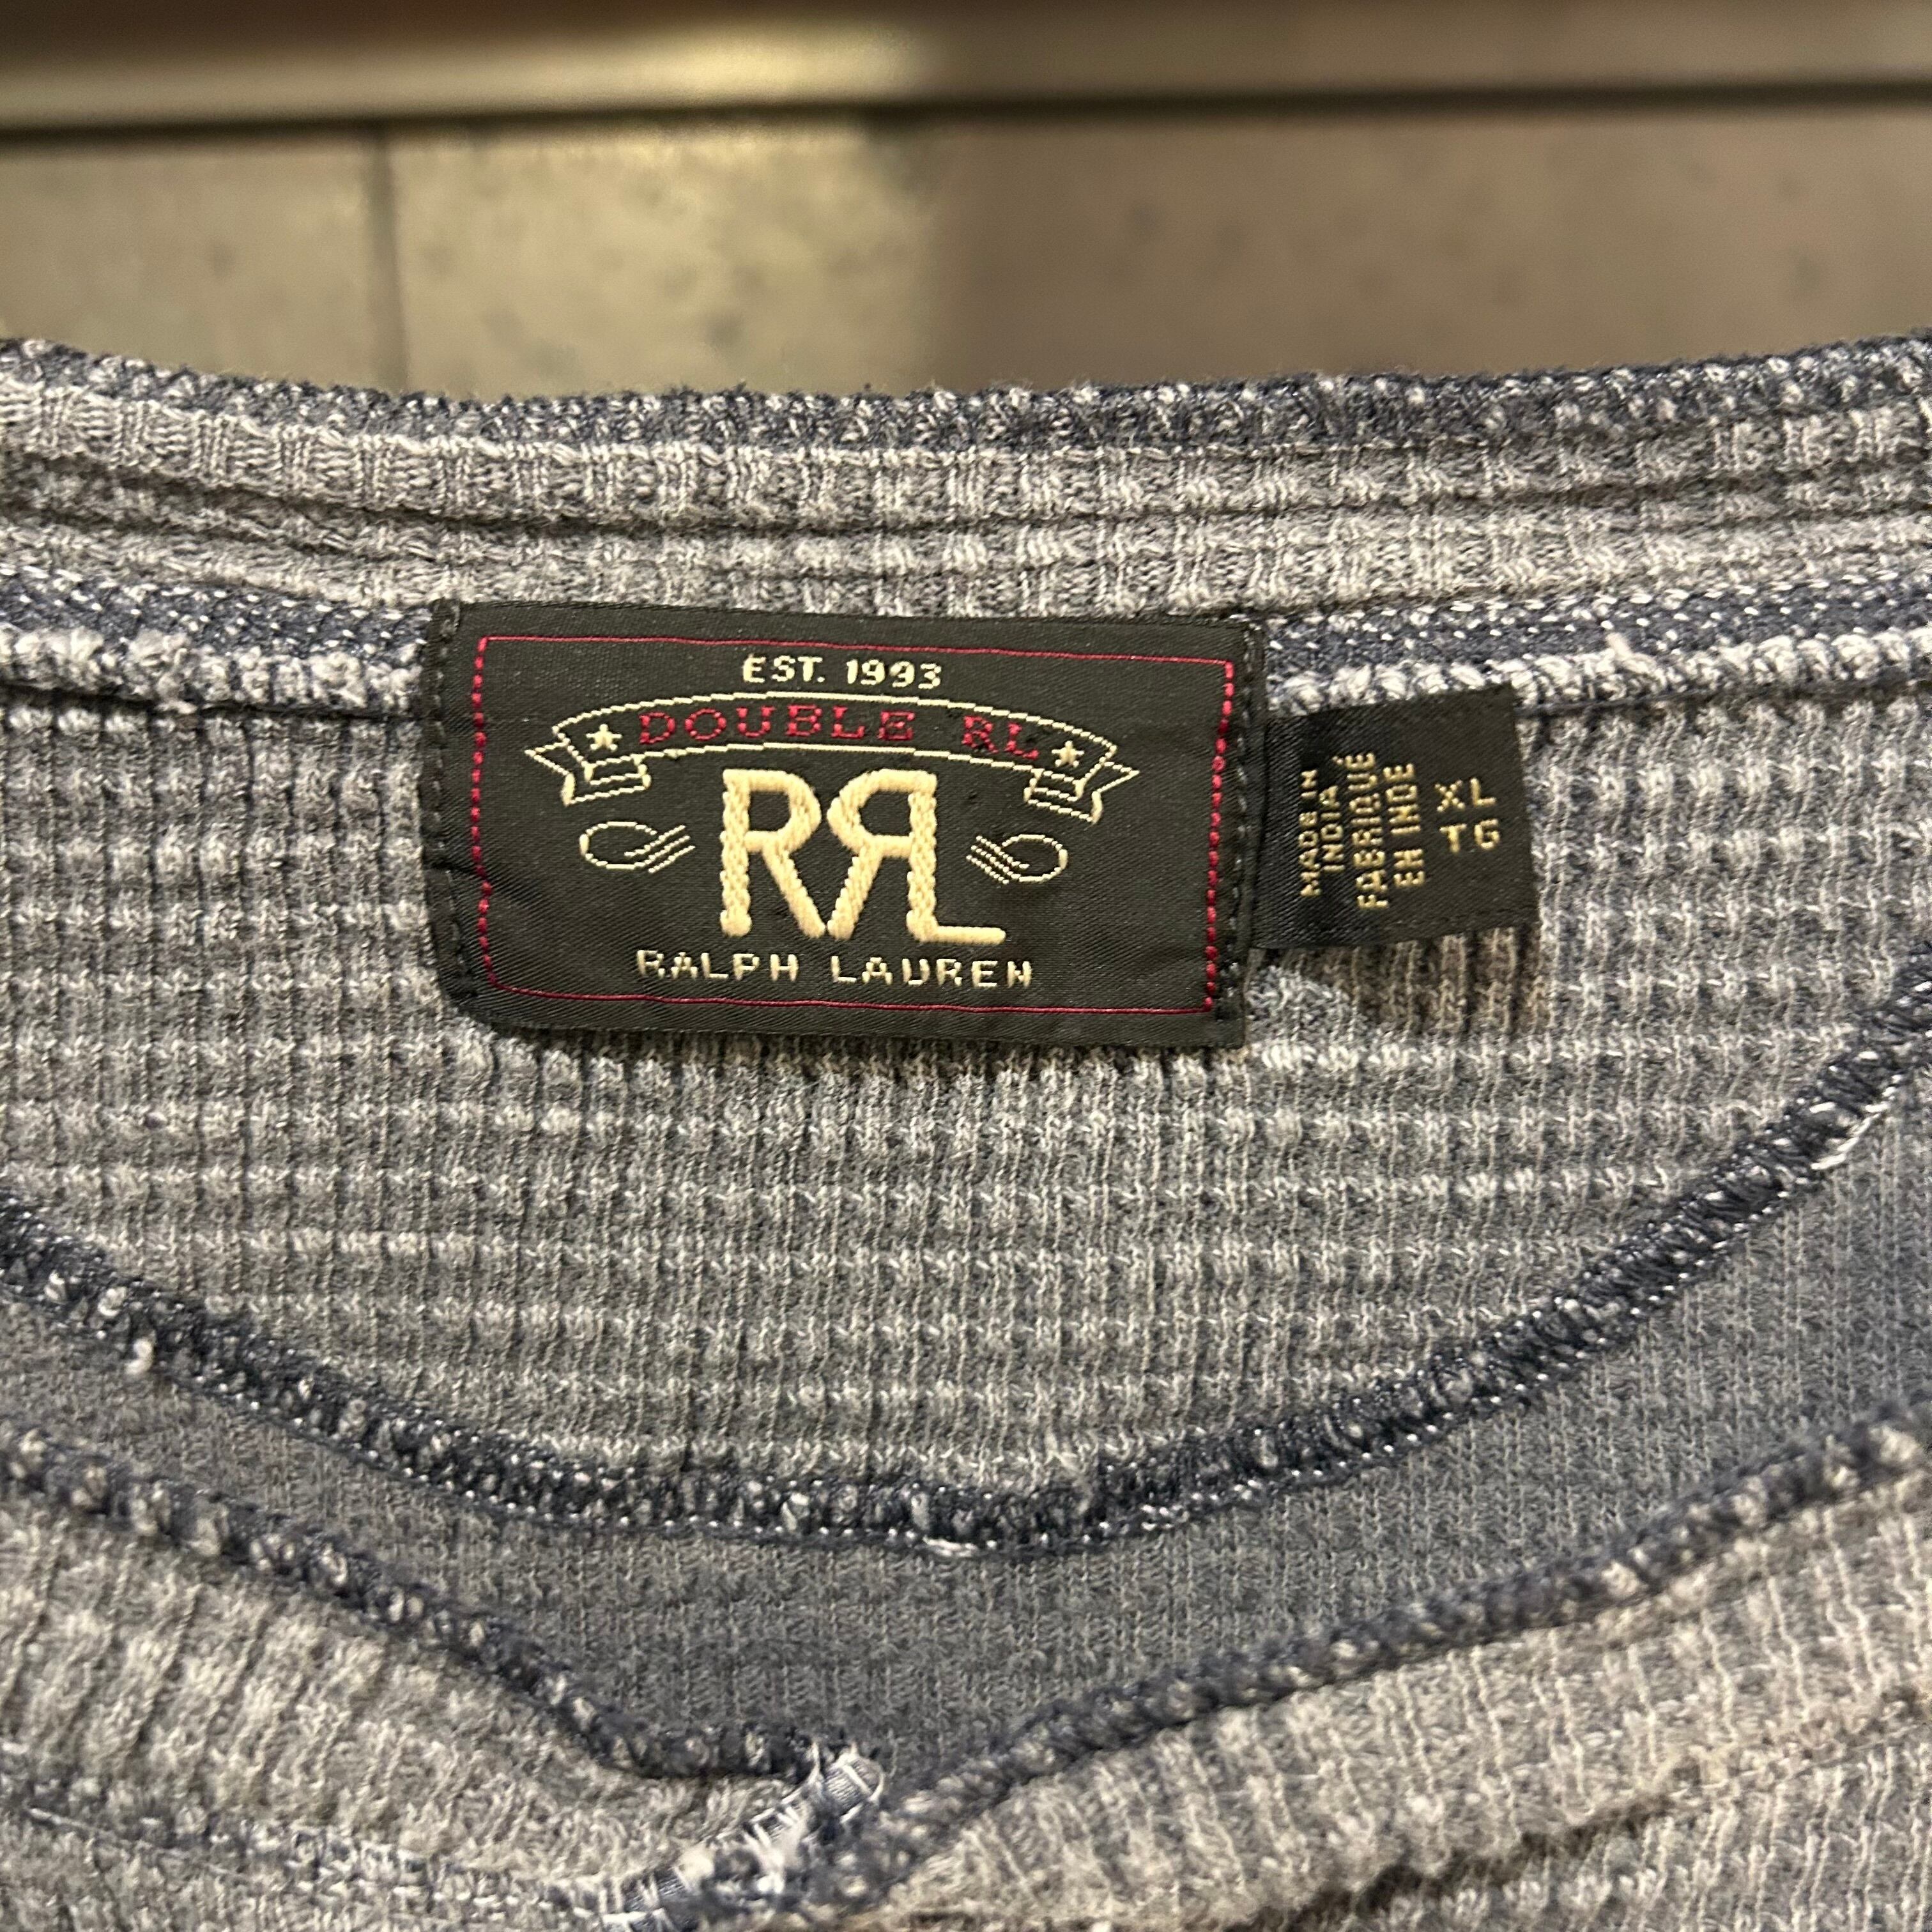 EST. 1993
DOUBLE RL
RRL
RALPH LAUREN
MADE IN
INDIA
FABRIQUÉ
EN INDE
XL
TG